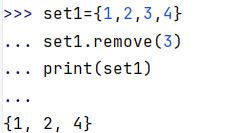 >>> set1={1,2,3,4}
... set1.remove(3)
... print(set1)
...
{1, 2, 4}